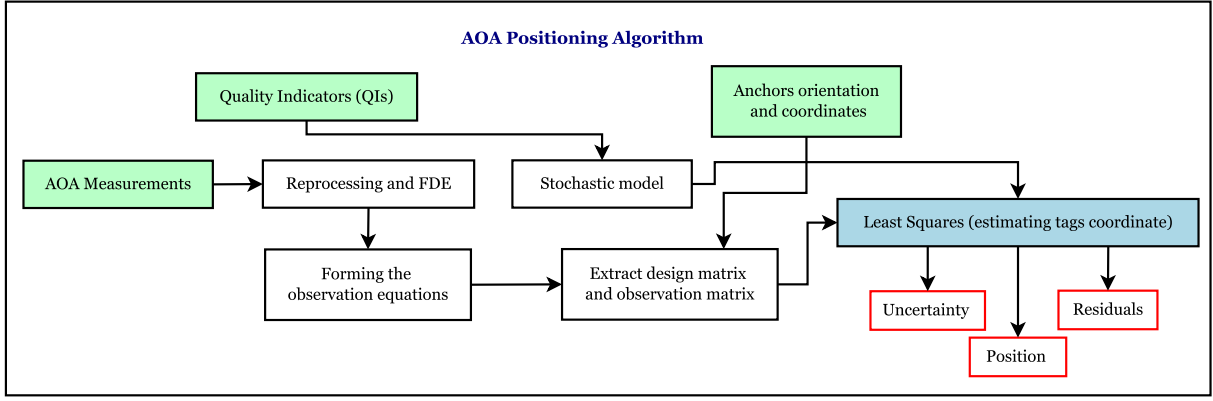 AOA Positioning Algorithm
Quality Indicators (QIs)
Anchors orientation
and coordinates
AOA Measurements
Reprocessing and FDE
Stochastic model
Least Squares (estimating tags coordinate)
Forming the
observation equations
Extract design matrix
and observation matrix
Uncertainty
Residuals
Position